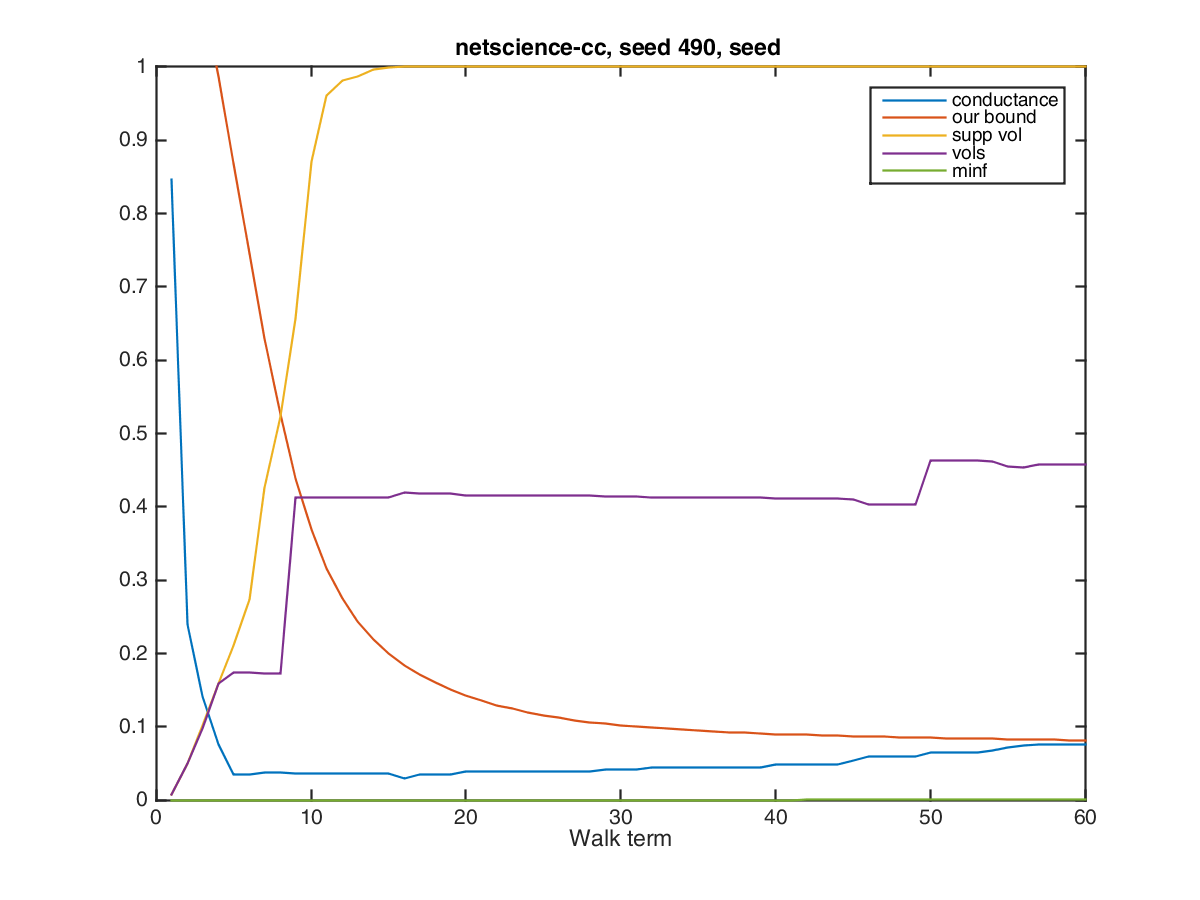 netscience-cc, seed 490, seed
1
0.9
0.8
0.7
0.6
0.5
0.4
0.3
0.2
0.1
0
conductance
our bound
supp vol
vols
minf
0 10 20 30 40 50 60
Walk term